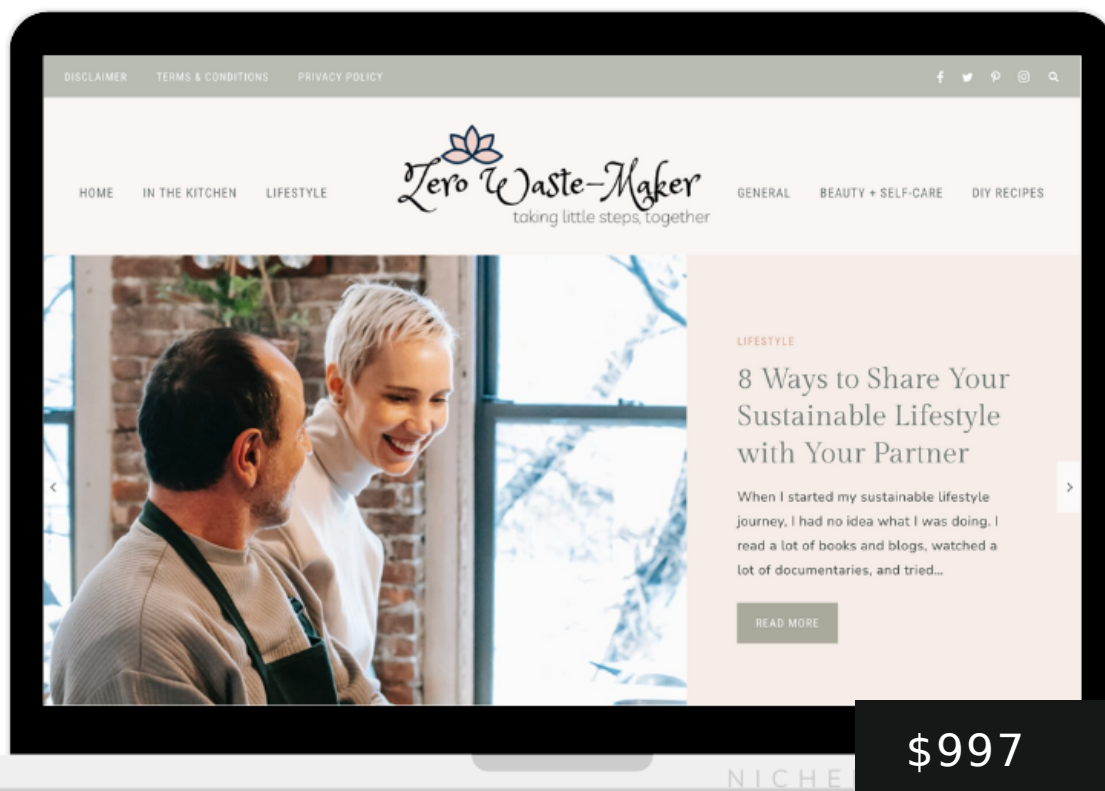 DISCLAIMER TERMS & CONDITIONS PRIVACY POLICY
Zero Waste-Maker
taking little steps, together
HOME IN THE KITCHEN LIFESTYLE GENERAL BEAUTY + SELF-CARE DIY RECIPES
LIFESTYLE
8 Ways to Share Your
Sustainable Lifestyle
with Your Partner
When I started my sustainable lifestyle
journey, I had no idea what I was doing. I
read a lot of books and blogs, watched a
lot of documentaries, and tried...
READ MORE
$997